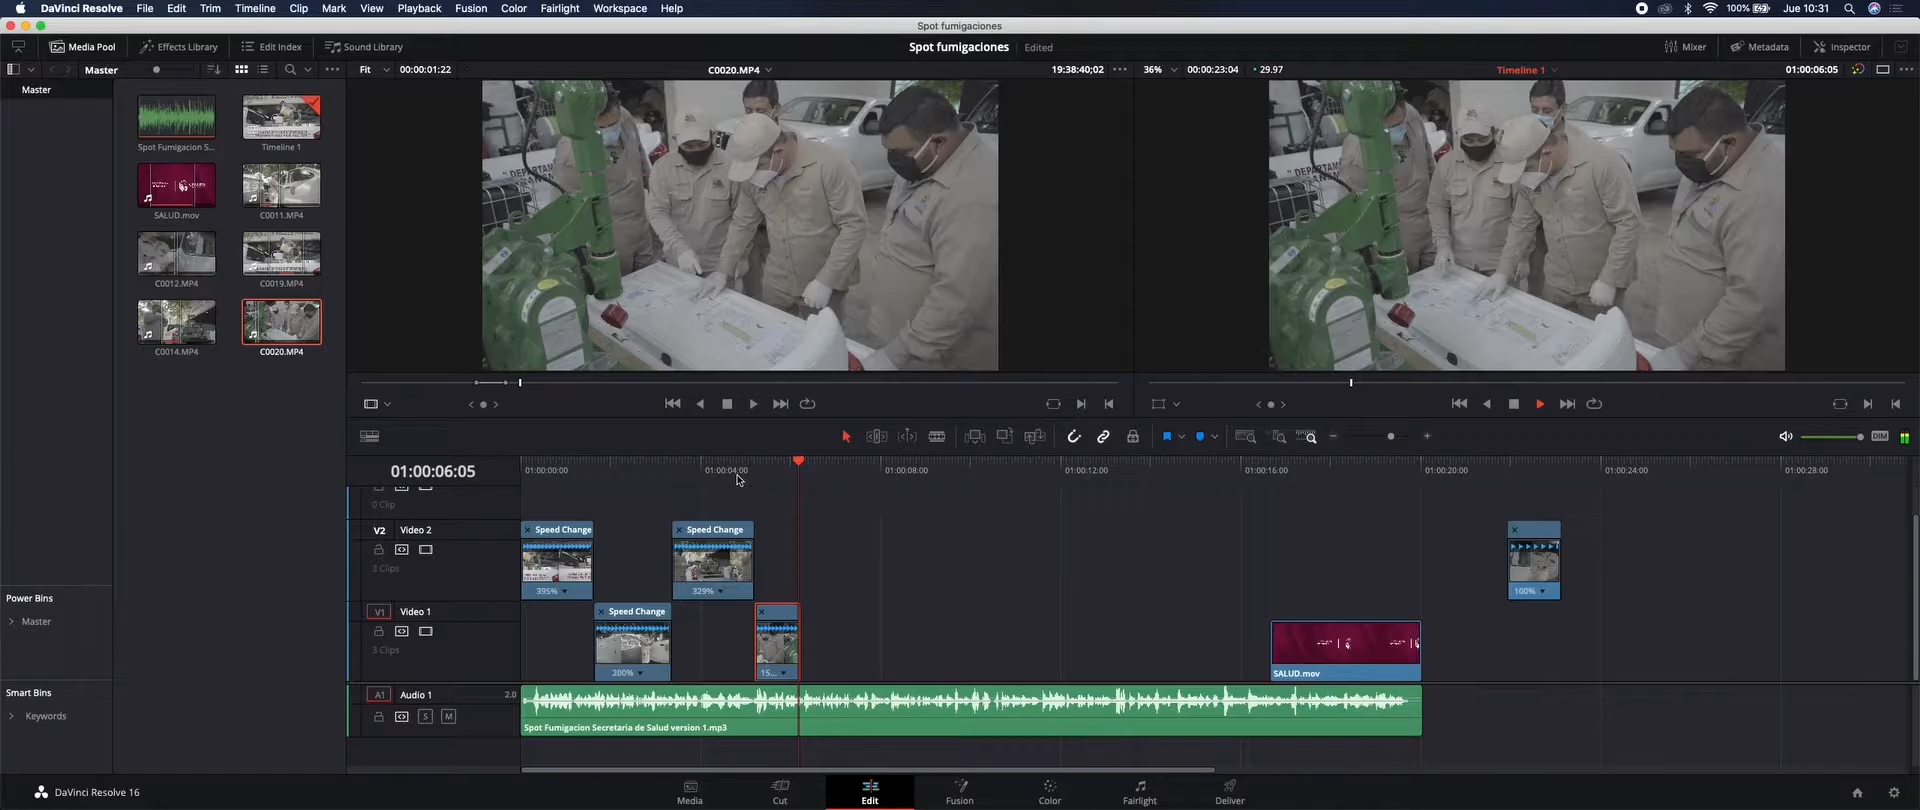 DaVinci Resolve File Edit Trim Timeline Clip Mark View Playback Fusion Color Fairlight Workspace Help
100% Jue 10:31
Spot fumigaciones
Media Pool Effects Library Edit Index Sound Library
Spot fumigaciones Edited
Mixer Metadata Inspector
Master
Fit 00:00:01:22 C0020.MP4 19:38:40;02
36% 00:00:23:04 29.97 Timeline 1 01:00:06:05
Master
Spot Fumigacion S...
Timeline 1
SALUD.mov
C0011.MP4
C0012.MP4
C0019.MP4
C0014.MP4
C0020.MP4
DIM
01:00:06:05
01:00:00:00 01:00:04:00 01:00:08:00 01:00:12:00 01:00:16:00 01:00:20:00 01:00:24:00 01:00:28:00
0 Clip
V2 Video 2
3 Clips
Speed Change
395%
Speed Change
329%
100%
V1 Video 1
3 Clips
Speed Change
200%
15...
SALUD.mov
A1 Audio 1 2.0
S M
Spot Fumigacion Secretaria de Salud version 1.mp3
Power Bins
Master
Smart Bins
Keywords
DaVinci Resolve 16
Media Cut Edit Fusion Color Fairlight Deliver